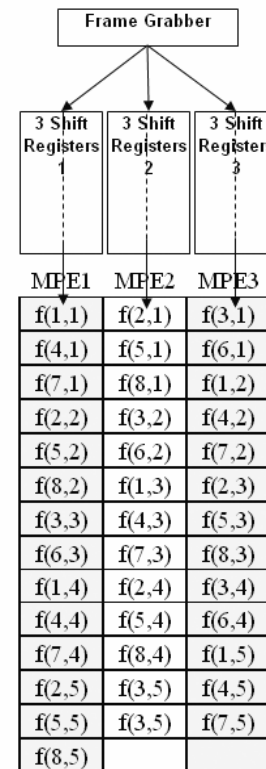 Frame Grabber
3 Shift Registers 1
3 Shift Registers 2
3 Shift Register 3
MPE1 MPE2 MPE3
f(1,1) f(2,1) f(3,1)
f(4,1) f(5,1) f(6,1)
f(7,1) f(8,1) f(1,2)
f(2,2) f(3,2) f(4,2)
f(5,2) f(6,2) f(7,2)
f(8,2) f(1,3) f(2,3)
f(3,3) f(4,3) f(5,3)
f(6,3) f(7,3) f(8,3)
f(1,4) f(2,4) f(3,4)
f(4,4) f(5,4) f(6,4)
f(7,4) f(8,4) f(1,5)
f(2,5) f(3,5) f(4,5)
f(5,5) f(3,5) f(7,5)
f(8,5)